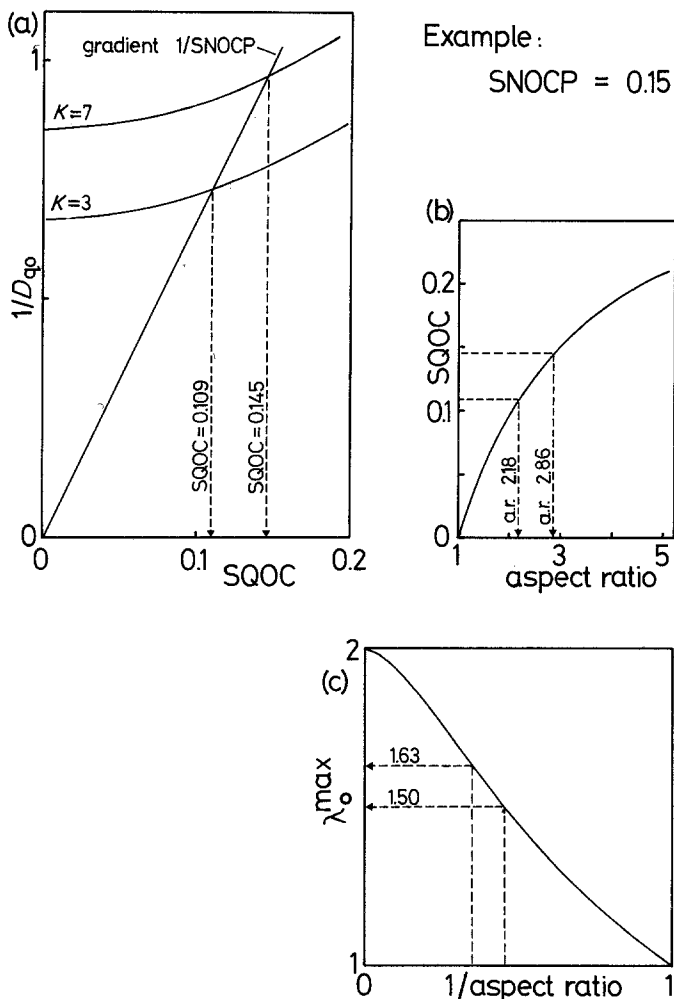 (a)
gradient 1/SNOCP
1
K=7
K=3
1/Dqo
0
0
0.1
0.2
SQOC
SQOC=0.109
SQOC=0.145
Example:
SNOCP = 0.15
(b)
0.2
0.1
0
SQOC
a.r. 2.18
a.r. 2.86
1
3
5
aspect ratio
(c)
2
1
λo max
1.63
1.50
0
1/aspect ratio
1